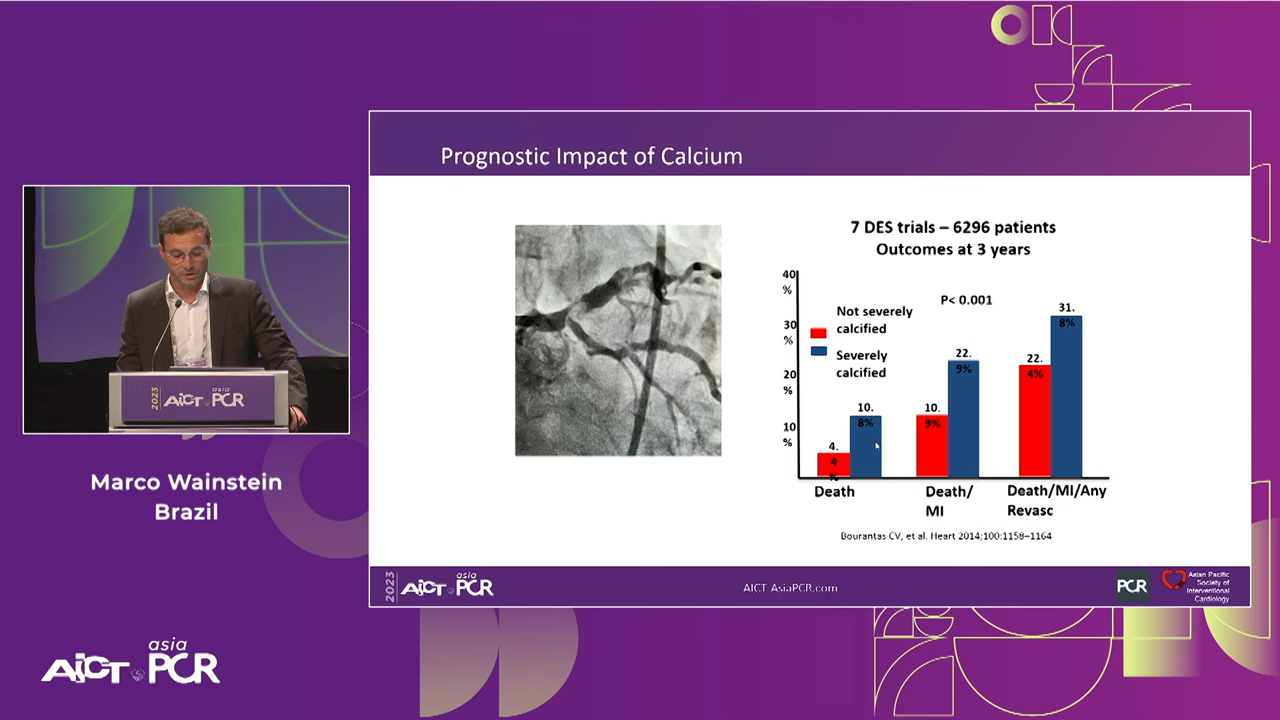 Prognostic Impact of Calcium
7 DES trials – 6296 patients
Outcomes at 3 years
40
%
30
%
20
%
10
%
P< 0.001
Not severely
calcified
Severely
calcified
4.
4
%
10.
8%
10.
9%
22.
9%
22.
4%
31.
8%
Death
Death/
MI
Death/MI/Any
Revasc
Bourantas CV, et al. Heart 2014;100:1158–1164
2023
AICT
asia
PCR
AICT-AsiaPCR.com
PCR
Asian Pacific
Society of
Interventional
Cardiology
2023
AICT
asia
PCR
Marco Wainstein
Brazil
asia
AICT PCR